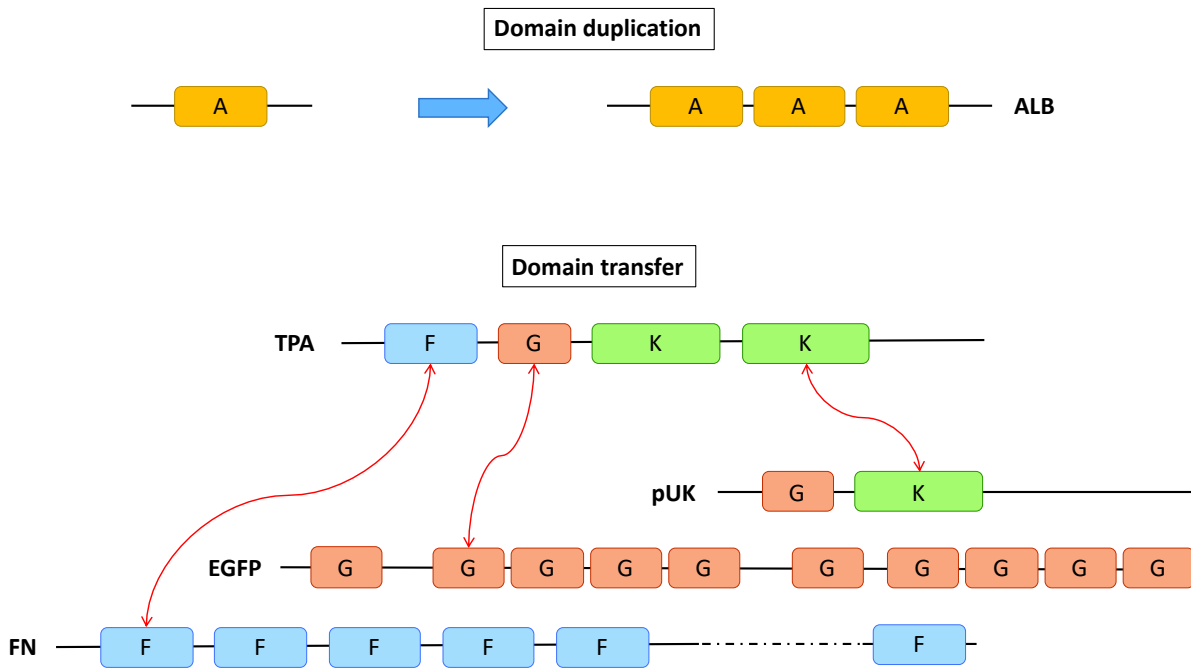 Domain duplication
A A A A ALB
Domain transfer
TPA F G K K
pUK G K
EGFP G G G G G G G G G G
FN F F F F F F